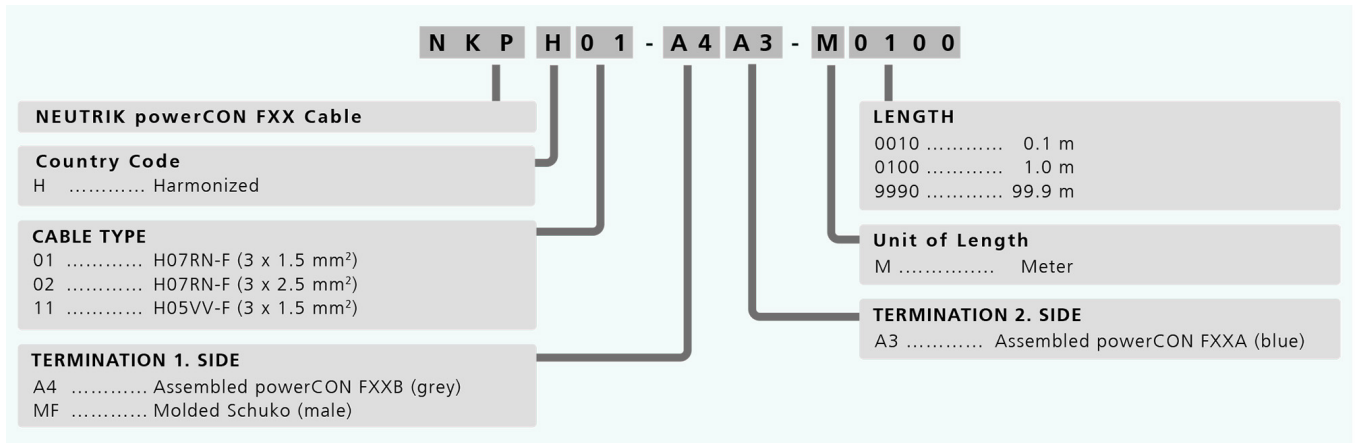 N K P H 0 1 - A 4 A 3 - M 0 1 0 0
NEUTRIK powerCON FXX Cable
Country Code
H ............ Harmonized
CABLE TYPE
01 ............ H07RN-F (3 x 1.5 mm²)
02 ............ H07RN-F (3 x 2.5 mm²)
11 ............ H05VV-F (3 x 1.5 mm²)
TERMINATION 1. SIDE
A4 ............ Assembled powerCON FXXB (grey)
MF ............ Molded Schuko (male)
LENGTH
0010 ............ 0.1 m
0100 ............ 1.0 m
9990 ............ 99.9 m
Unit of Length
M ............... Meter
TERMINATION 2. SIDE
A3 ............ Assembled powerCON FXXA (blue)